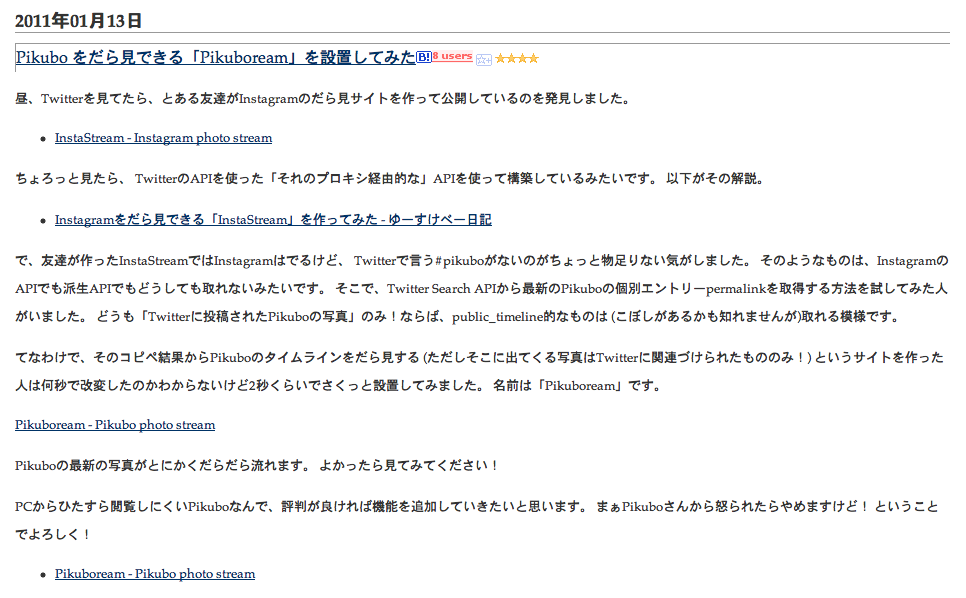 2011年01月13日
Pikubo をだら見できる「Pikuboream」を設置してみたB!8 users
昼、Twitterを見てたら、とある友達がInstagramのだら見サイトを作って公開しているのを発見しました。
• InstaStream - Instagram photo stream
ちょろっと見たら、 TwitterのAPIを使った「それのプロキシ経由的な」APIを使って構築しているみたいです。 以下がその解説。
• Instagramをだら見できる「InstaStream」を作ってみた - ゆーすけべー日記
で、友達が作ったInstaStreamではInstagramはでるけど、 Twitterで言う#pikuboがないのがちょっと物足りない気がしました。 そのようなものは、Instagramの
APIでも派生APIでもどうしても取れないみたいです。 そこで、Twitter Search APIから最新のPikuboの個別エントリーpermalinkを取得する方法を試してみた人
がいました。 どうも「Twitterに投稿されたPikuboの写真」のみ！ならば、public_timeline的なものは (こぼしがあるかも知れませんが)取れる模様です。
てなわけで、そのコピペ結果からPikuboのタイムラインをだら見する (ただしそこに出てくる写真はTwitterに関連づけられたもののみ！) というサイトを作った
人は何秒で改変したのかわからないけど2秒くらいでさくっと設置してみました。 名前は「Pikuboream」です。
Pikuboream - Pikubo photo stream
Pikuboの最新の写真がとにかくだらだら流れます。 よかったら見てみてください！
PCからひたすら閲覧しにくいPikuboなんで、評判が良ければ機能を追加していきたいと思います。 まぁPikuboさんから怒られたらやめますけど！ ということ
でよろしく！
• Pikuboream - Pikubo photo stream